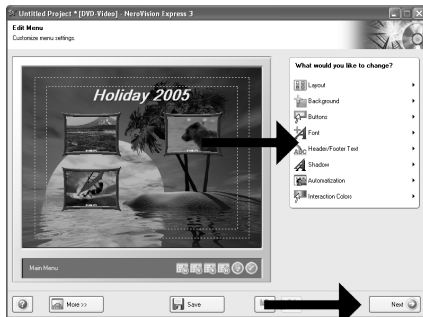 Untitled Project *[DVD-Video] - NeroVision Express 3
Edit Menu
Customize menu settings.
What would you like to change?
Holiday 2005
Layout
Background
Buttons
Font
Header/Footer Text
Shadow
Automatization
Interaction Colors
Main Menu
More >>
Save
Next